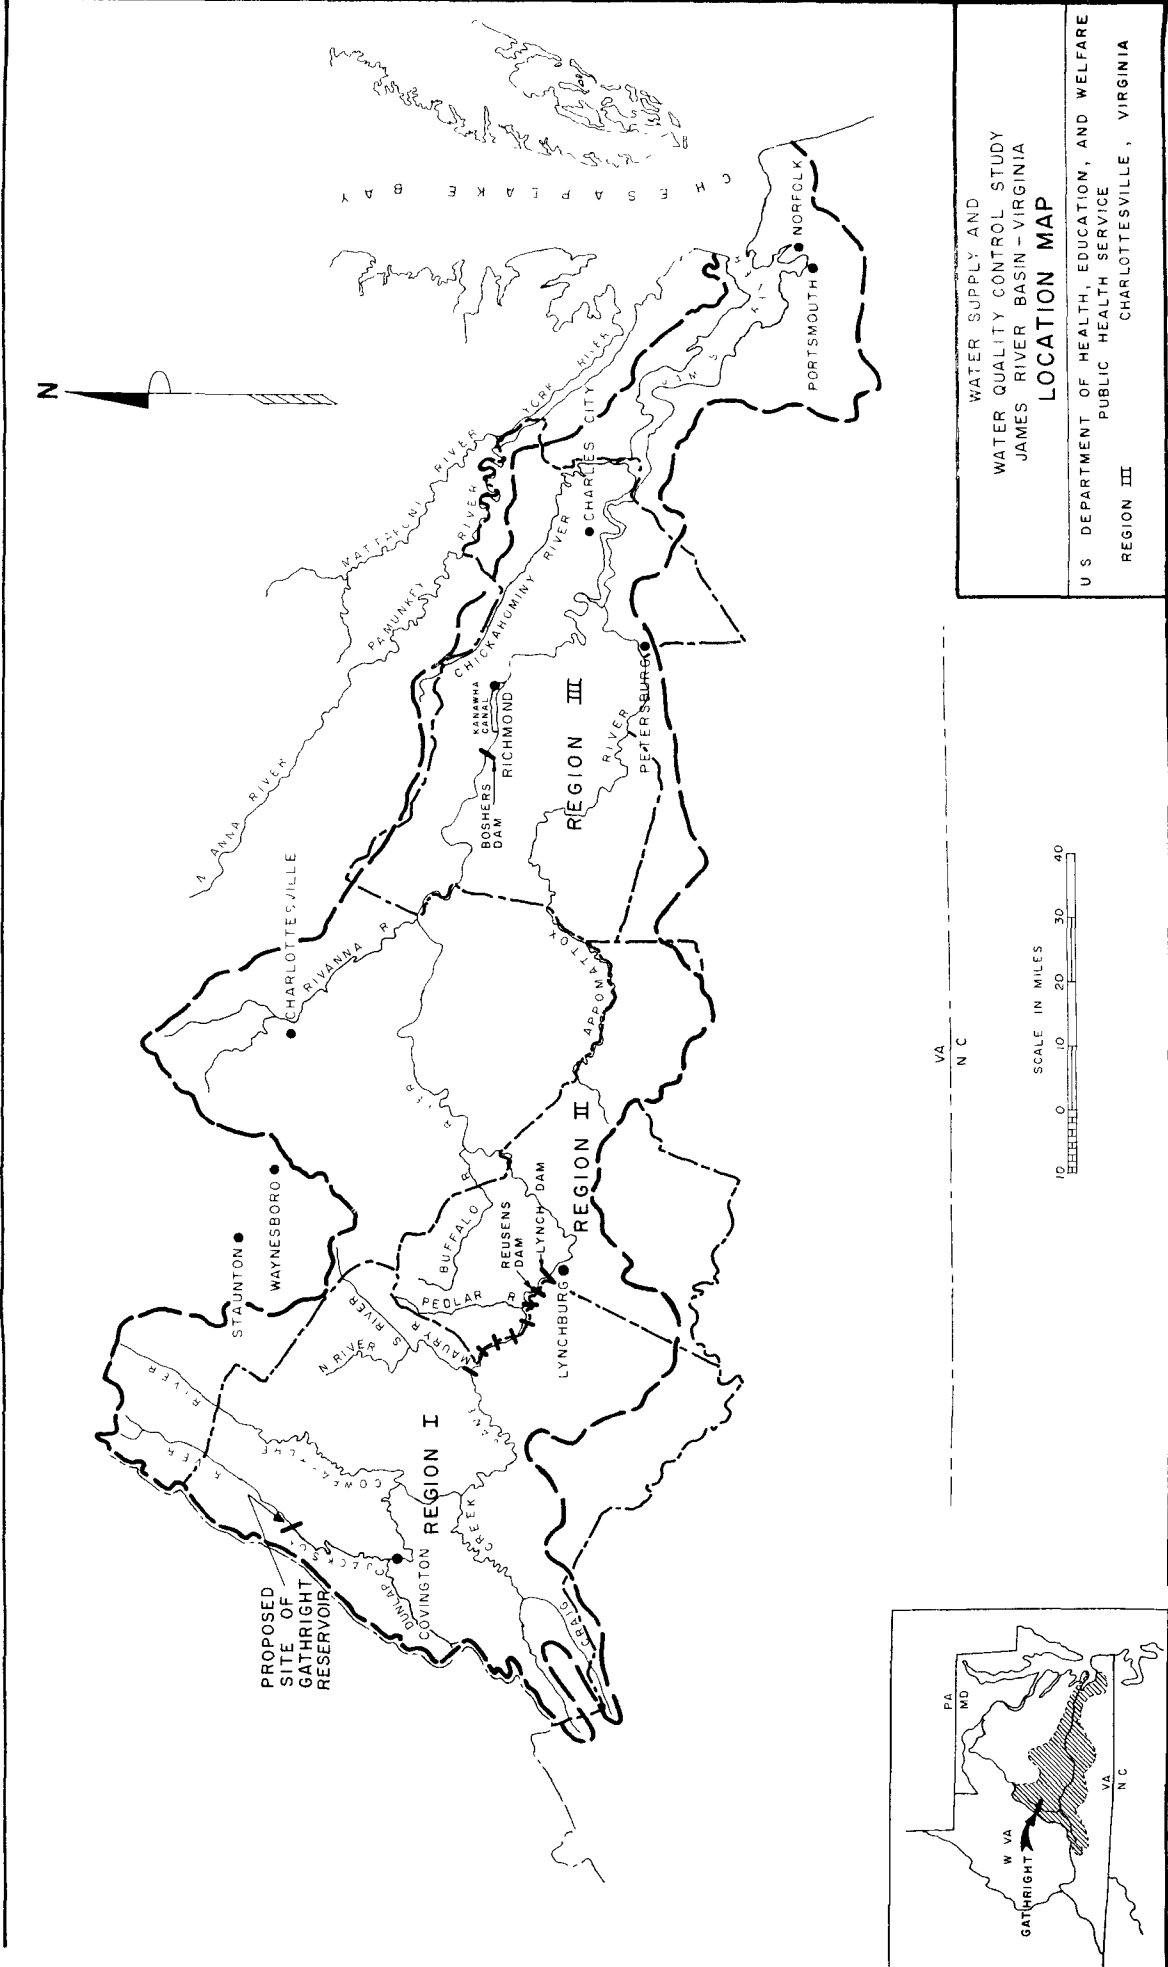 N
CHESAPEAKE BAY
MATTAPONI RIVER
PAMUNKEY RIVER
YORK RIVER
ANNA RIVER
CHICKAHOMINY RIVER
CHARLES CITY
NORFOLK
PORTSMOUTH
KANAWHA
CANAL
RICHMOND
BOSHERS
DAM
REGION III
RIVER
PETERSBURG
APPOMATTOX
CHARLOTTESVILLE
RIVANNA R
STAUNTON
WAYNESBORO
BUFFALO R
REUSENS
DAM
LYNCH DAM
REGION II
PEDLAR R
LYNCHBURG
MAURY R
S RIVER
N RIVER
RIVER
RIVER
JACKSON
REGION I
COVINGTON
DUNLAP C
CRAIG CREEK
PROPOSED
SITE OF
GATHRIGHT
RESERVOIR
VA
N C
SCALE IN MILES
10 0 10 20 30 40
PA
MD
W VA
GATHRIGHT
VA
N C
WATER SUPPLY AND
WATER QUALITY CONTROL STUDY
JAMES RIVER BASIN-VIRGINIA
LOCATION MAP
U S DEPARTMENT OF HEALTH, EDUCATION, AND WELFARE
PUBLIC HEALTH SERVICE
REGION III CHARLOTTESVILLE, VIRGINIA